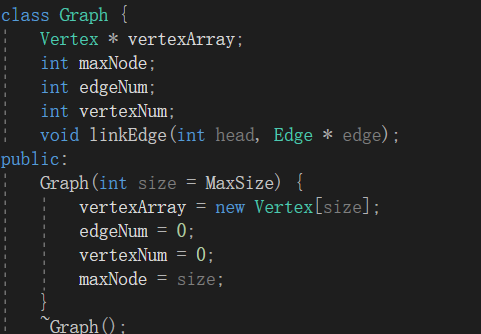 class Graph {
Vertex * vertexArray;
int maxNode;
int edgeNum;
int vertexNum;
void linkEdge(int head, Edge * edge);
public:
Graph(int size = MaxSize) {
vertexArray = new Vertex[size];
edgeNum = 0;
vertexNum = 0;
maxNode = size;
}
~Graph();